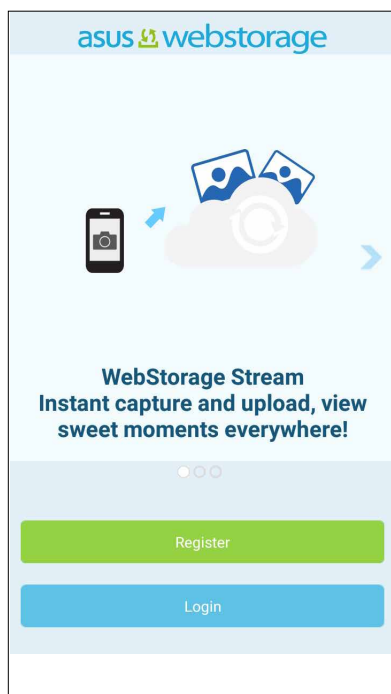 asus webstorage
WebStorage Stream
Instant capture and upload, view
sweet moments everywhere!
Register
Login